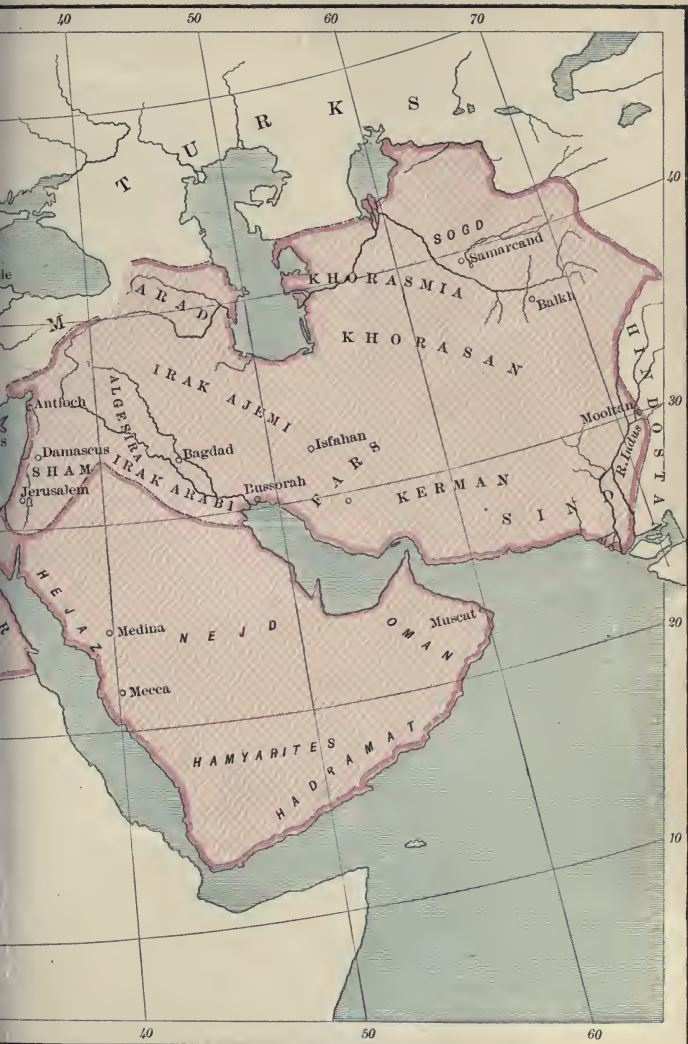 40 50 60 70
TURKS
40
SOGD
Samarcand
KHORASMIA
Balkh
ARAD
le
M
KHORASAN
HINDOSTAN
IRAK AJEMI
ALGESIRA
Antioch
Mooltan
30
Isfahan
R. Indus
Damascus
Bagdad
s
SHAM
IRAK ARABI
FARS
Jerusalem
Bussorah
KERMAN
SIND
HEJAZ
Medina
NEJD
OMAN
Muscat
20
R
Mecca
HAMYARITES
HADRAMAT
10
40 50 60